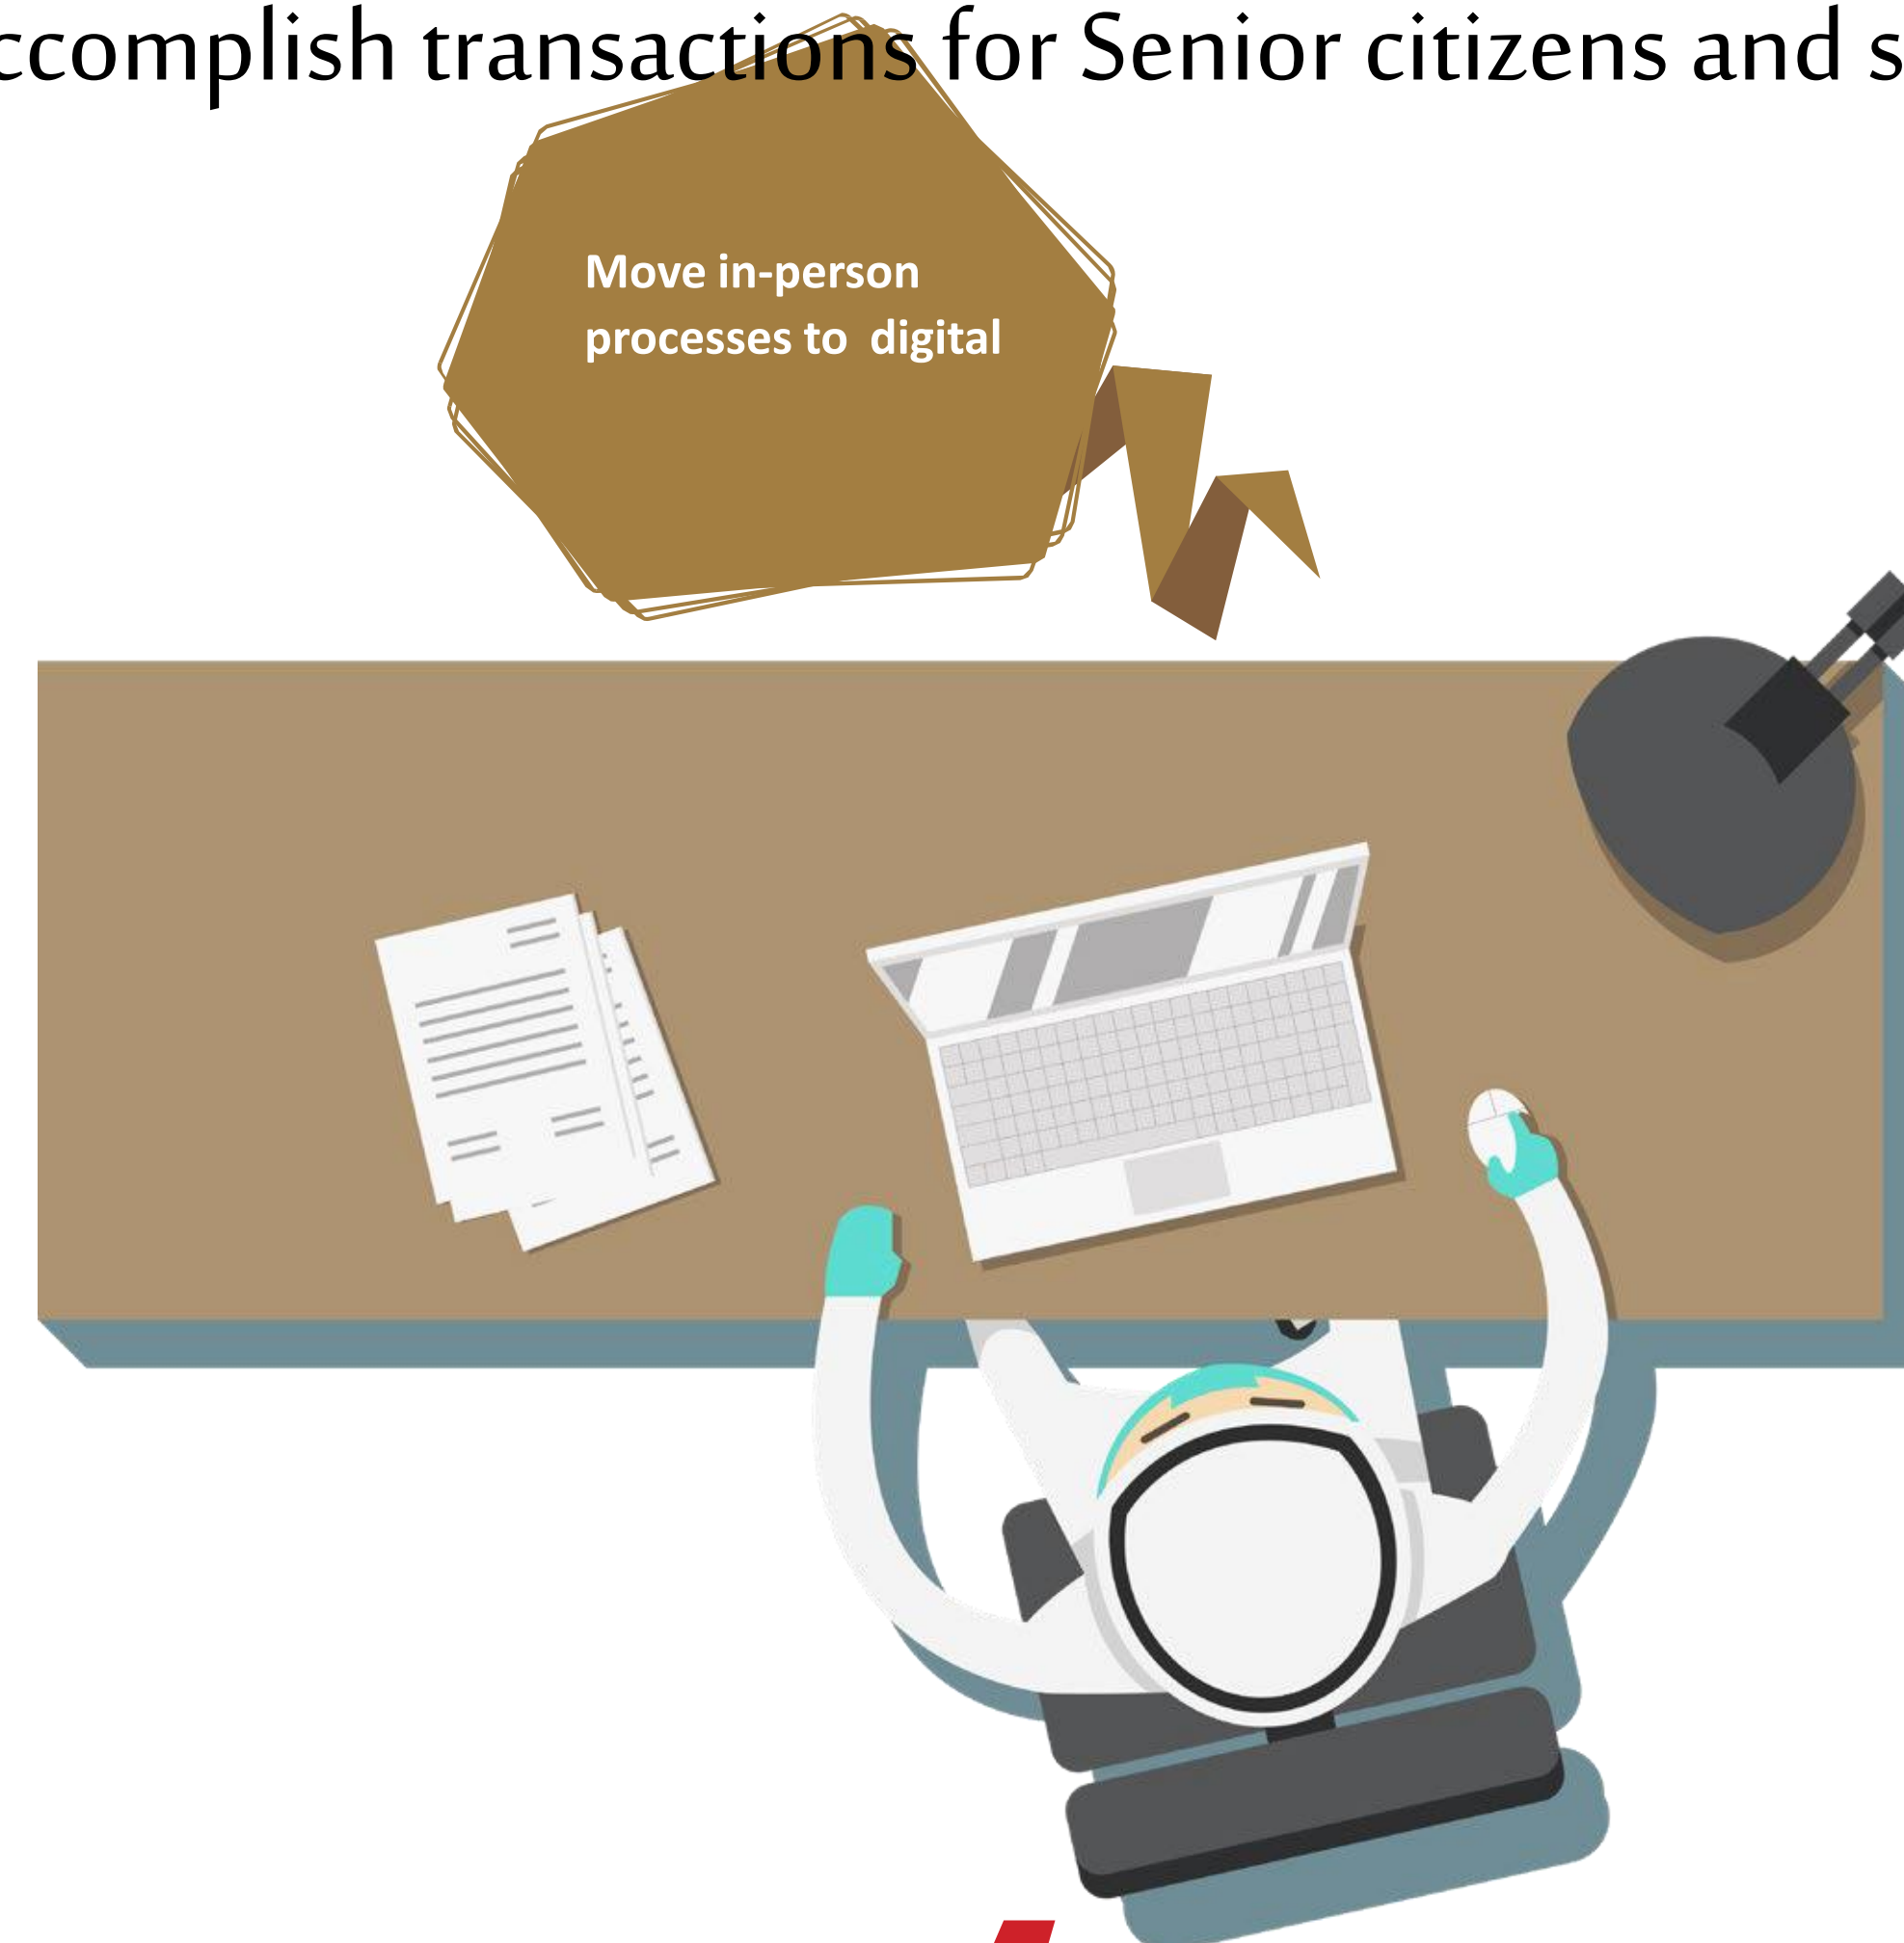 ccomplish transactions for Senior citizens and s
Move in-person
processes to digital